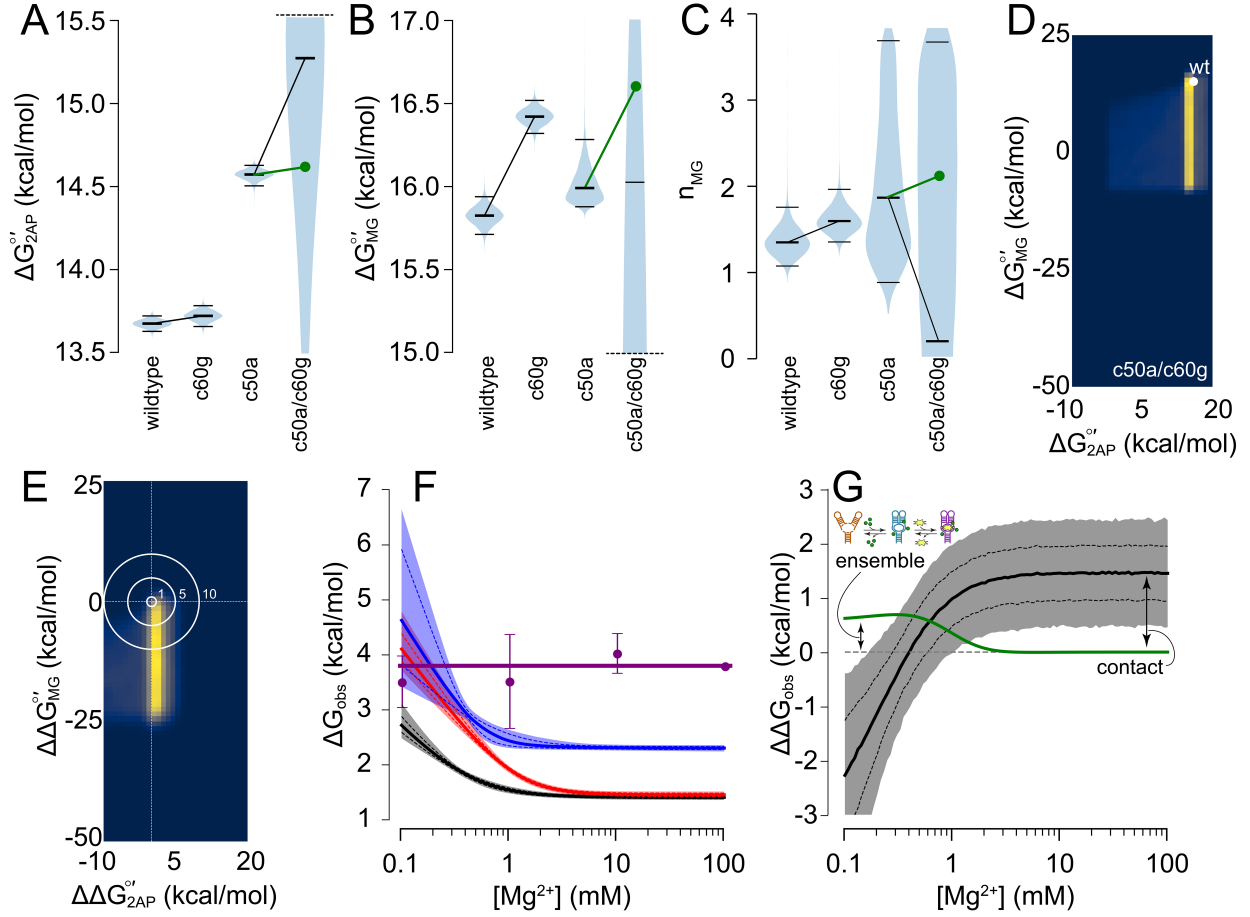 A
15.5
15.0
14.5
14.0
13.5
ΔG°′2AP (kcal/mol)
wildtype
c60g
c50a
c50a/c60g
B
17.0
16.5
16.0
15.5
15.0
ΔG°′MG (kcal/mol)
wildtype
c60g
c50a
c50a/c60g
C
4
3
2
1
0
nMG
wildtype
c60g
c50a
c50a/c60g
D
25
0
-25
-50
ΔG°′MG (kcal/mol)
wt
c50a/c60g
-10 5 20
ΔG°′2AP (kcal/mol)
E
25
0
-25
-50
ΔΔG°′MG (kcal/mol)
1 5 10
-10 5 20
ΔΔG°′2AP (kcal/mol)
F
7
6
5
4
3
2
1
ΔGobs (kcal/mol)
0.1 1 10 100
[Mg2+] (mM)
G
3
2
1
0
-1
-2
-3
ΔΔGobs (kcal/mol)
ensemble
contact
0.1 1 10 100
[Mg2+] (mM)